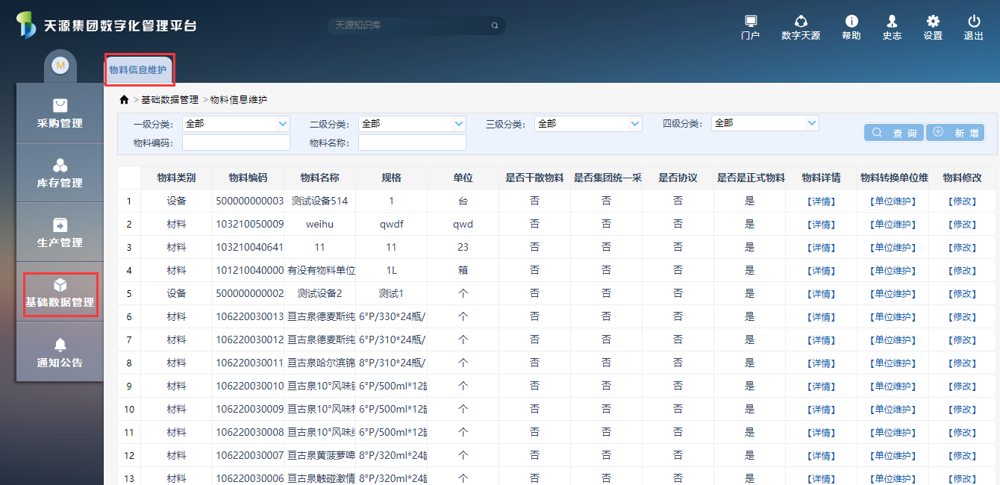 天源集团数字化管理平台
天源知识库
门户 数字天源 帮助 史志 设置 退出
M
物料信息维护
采购管理
库存管理
生产管理
基础数据管理
通知公告
>基础数据管理 >物料信息维护
一级分类: 全部 二级分类: 全部 三级分类: 全部 四级分类: 全部
物料编码: 物料名称:
查 询 新 增
物料类别 物料编码 物料名称 规格 单位 是否干散物料 是否集团统一采 是否协议 是否是正式物料 物料详情 物料转换单位维 物料修改
1 设备 500000000003 测试设备514 1 台 否 否 否 是 【详情】 【单位维护】 【修改】
2 材料 103210050009 weihu qwdf qwd 否 否 否 是 【详情】 【单位维护】 【修改】
3 材料 103210040641 11 11 23 否 否 否 是 【详情】 【单位维护】 【修改】
4 材料 101210040000 有没有物料单位 1L 箱 否 否 否 是 【详情】 【单位维护】 【修改】
5 设备 500000000002 测试设备2 测试1 个 否 否 否 是 【详情】 【单位维护】 【修改】
6 材料 106220030013 亘古泉德麦斯纯 6°P/330*24瓶/ 个 否 否 否 是 【详情】 【单位维护】 【修改】
7 材料 106220030012 亘古泉德麦斯纯 6°P/310*24瓶/ 个 否 否 否 是 【详情】 【单位维护】 【修改】
8 材料 106220030011 亘古泉哈尔滨锦 8°P/310*24瓶/ 个 否 否 否 是 【详情】 【单位维护】 【修改】
9 材料 106220030010 亘古泉10°风味 6°P/500ml*12 个 否 否 否 是 【详情】 【单位维护】 【修改】
10 材料 106220030009 亘古泉10°风味 6°P/500ml*12 个 否 否 否 是 【详情】 【单位维护】 【修改】
11 材料 106220030008 亘古泉10°风味 6°P/500ml*12 个 否 否 否 是 【详情】 【单位维护】 【修改】
12 材料 106220030007 亘古泉黄菠萝啤 8°P/320ml*24 个 否 否 否 是 【详情】 【单位维护】 【修改】
13 材料 106220030006 亘古泉触碰激情 8°P/320ml*24 个 否 否 否 是 【详情】 【单位维护】 【修改】